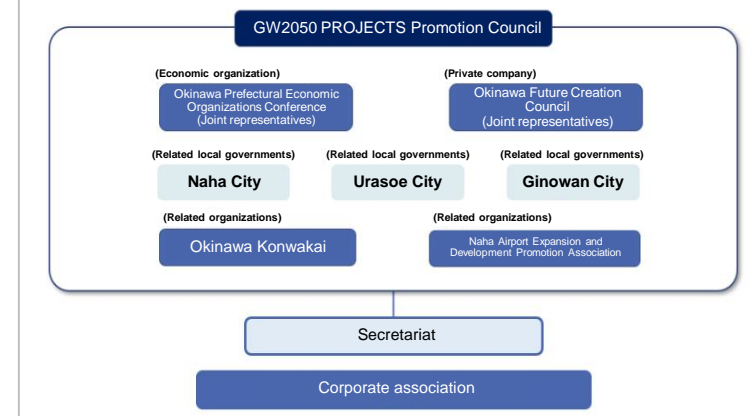 GW2050 PROJECTS Promotion Council
(Economic organization)
(Private company)
Okinawa Prefectural Economic
Organizations Conference
(Joint representatives)
Okinawa Future Creation
Council
(Joint representatives)
(Related local governments)
(Related local governments)
(Related local governments)
Naha City
Urasoe City
Ginowan City
(Related organizations)
(Related organizations)
Okinawa Konwakai
Naha Airport Expansion and
Development Promotion Association
Secretariat
Corporate association